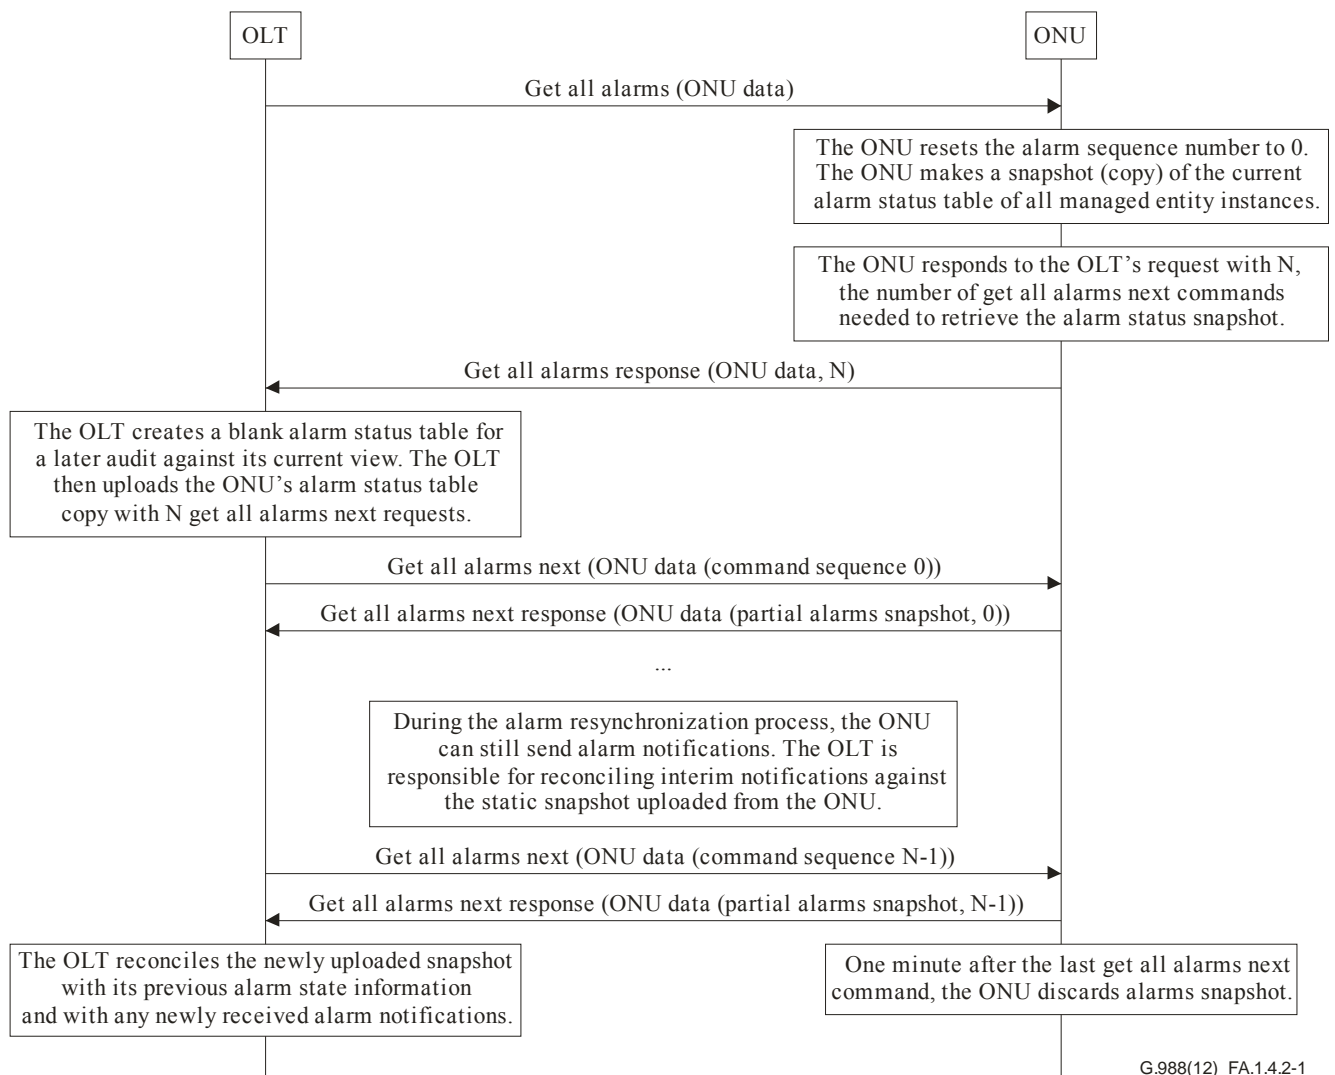 OLT
ONU
Get all alarms (ONU data)
The ONU resets the alarm sequence number to 0.
The ONU makes a snapshot (copy) of the current
alarm status table of all managed entity instances.
The ONU responds to the OLT’s request with N,
the number of get all alarms next commands
needed to retrieve the alarm status snapshot.
Get all alarms response (ONU data, N)
The OLT creates a blank alarm status table for
a later audit against its current view. The OLT
then uploads the ONU’s alarm status table
copy with N get all alarms next requests.
Get all alarms next (ONU data (command sequence 0))
Get all alarms next response (ONU data (partial alarms snapshot, 0))
...
During the alarm resynchronization process, the ONU
can still send alarm notifications. The OLT is
responsible for reconciling interim notifications against
the static snapshot uploaded from the ONU.
Get all alarms next (ONU data (command sequence N-1))
Get all alarms next response (ONU data (partial alarms snapshot, N-1))
The OLT reconciles the newly uploaded snapshot
with its previous alarm state information
and with any newly received alarm notifications.
One minute after the last get all alarms next
command, the ONU discards alarms snapshot.
G.988(12)_FA.1.4.2-1